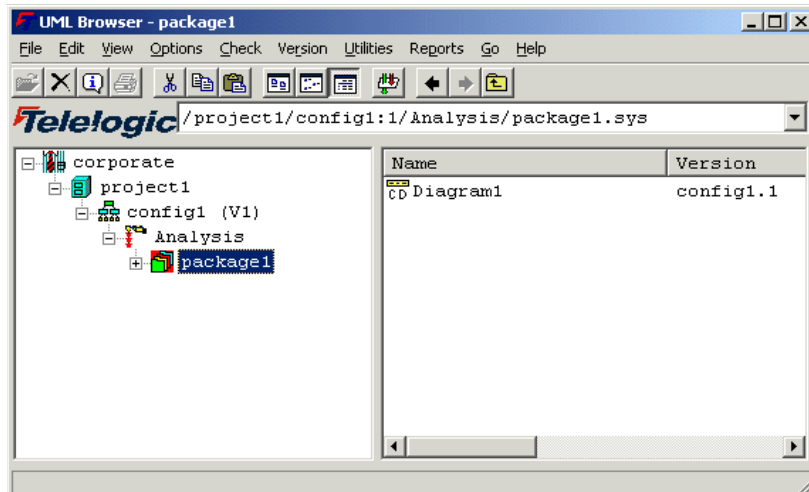 UML Browser - package1
File Edit View Options Check Version Utilities Reports Go Help
Telelogic /project1/config1:1/Analysis/package1.sys
corporate
project1
config1 (V1)
Analysis
package1
Name Version
CD Diagram1 config1.1